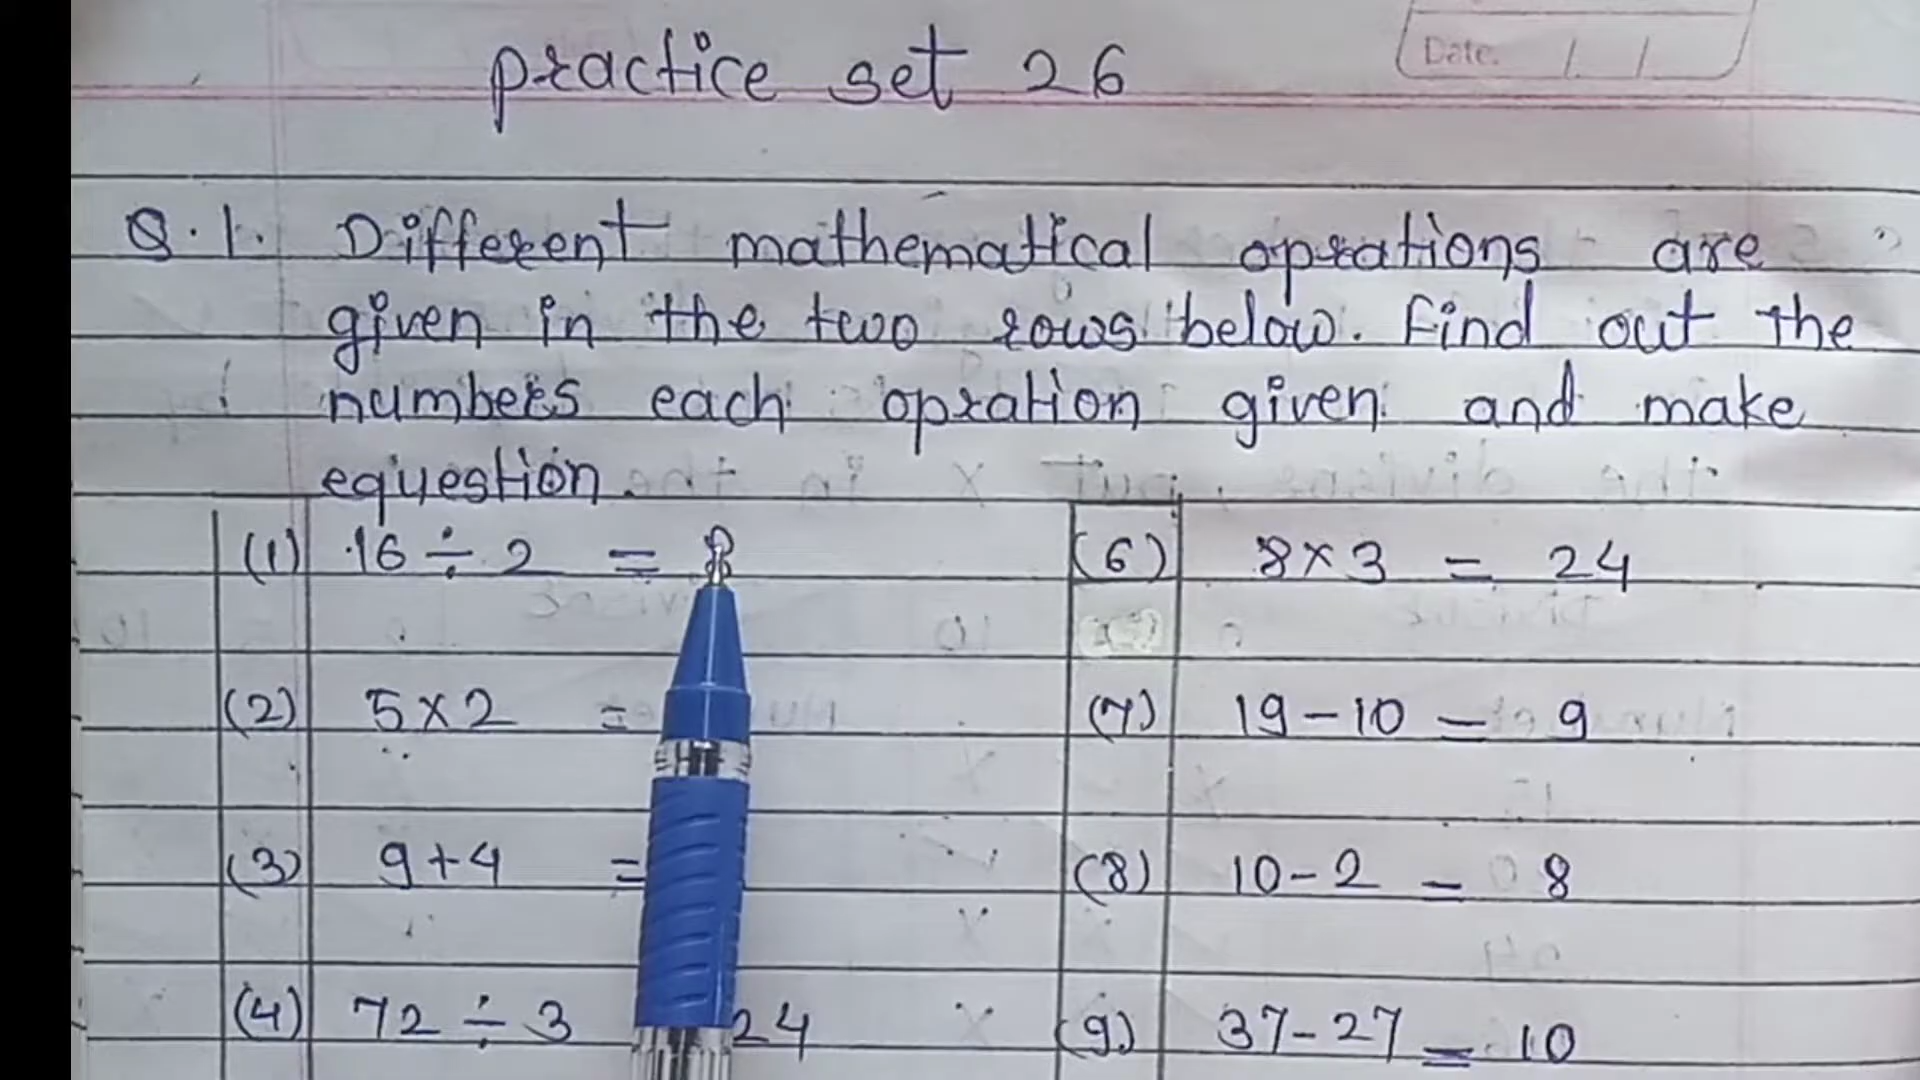 Date. / /
practice set 26
Q.1. Different mathematical oprations are
given in the two rows below. Find out the
numbers each opration given and make
equestion.
(1) 16 ÷ 2 = 8
(6) 8 × 3 = 24
(2) 5 × 2 =
(7) 19 - 10 = 9
(3) 9 + 4 =
(8) 10 - 2 = 8
(4) 72 ÷ 3 24
(9) 37 - 27 = 10